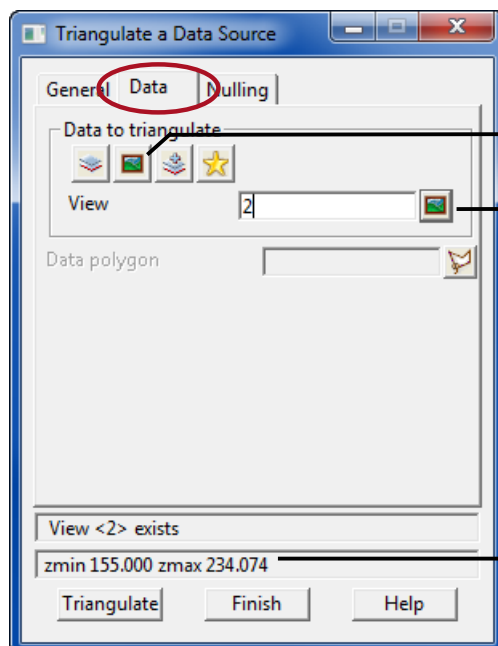 Triangulate a Data Source
General Data Nulling
Data to triangulate
View 2
Data polygon
View <2> exists
zmin 155.000 zmax 234.074
Triangulate Finish Help